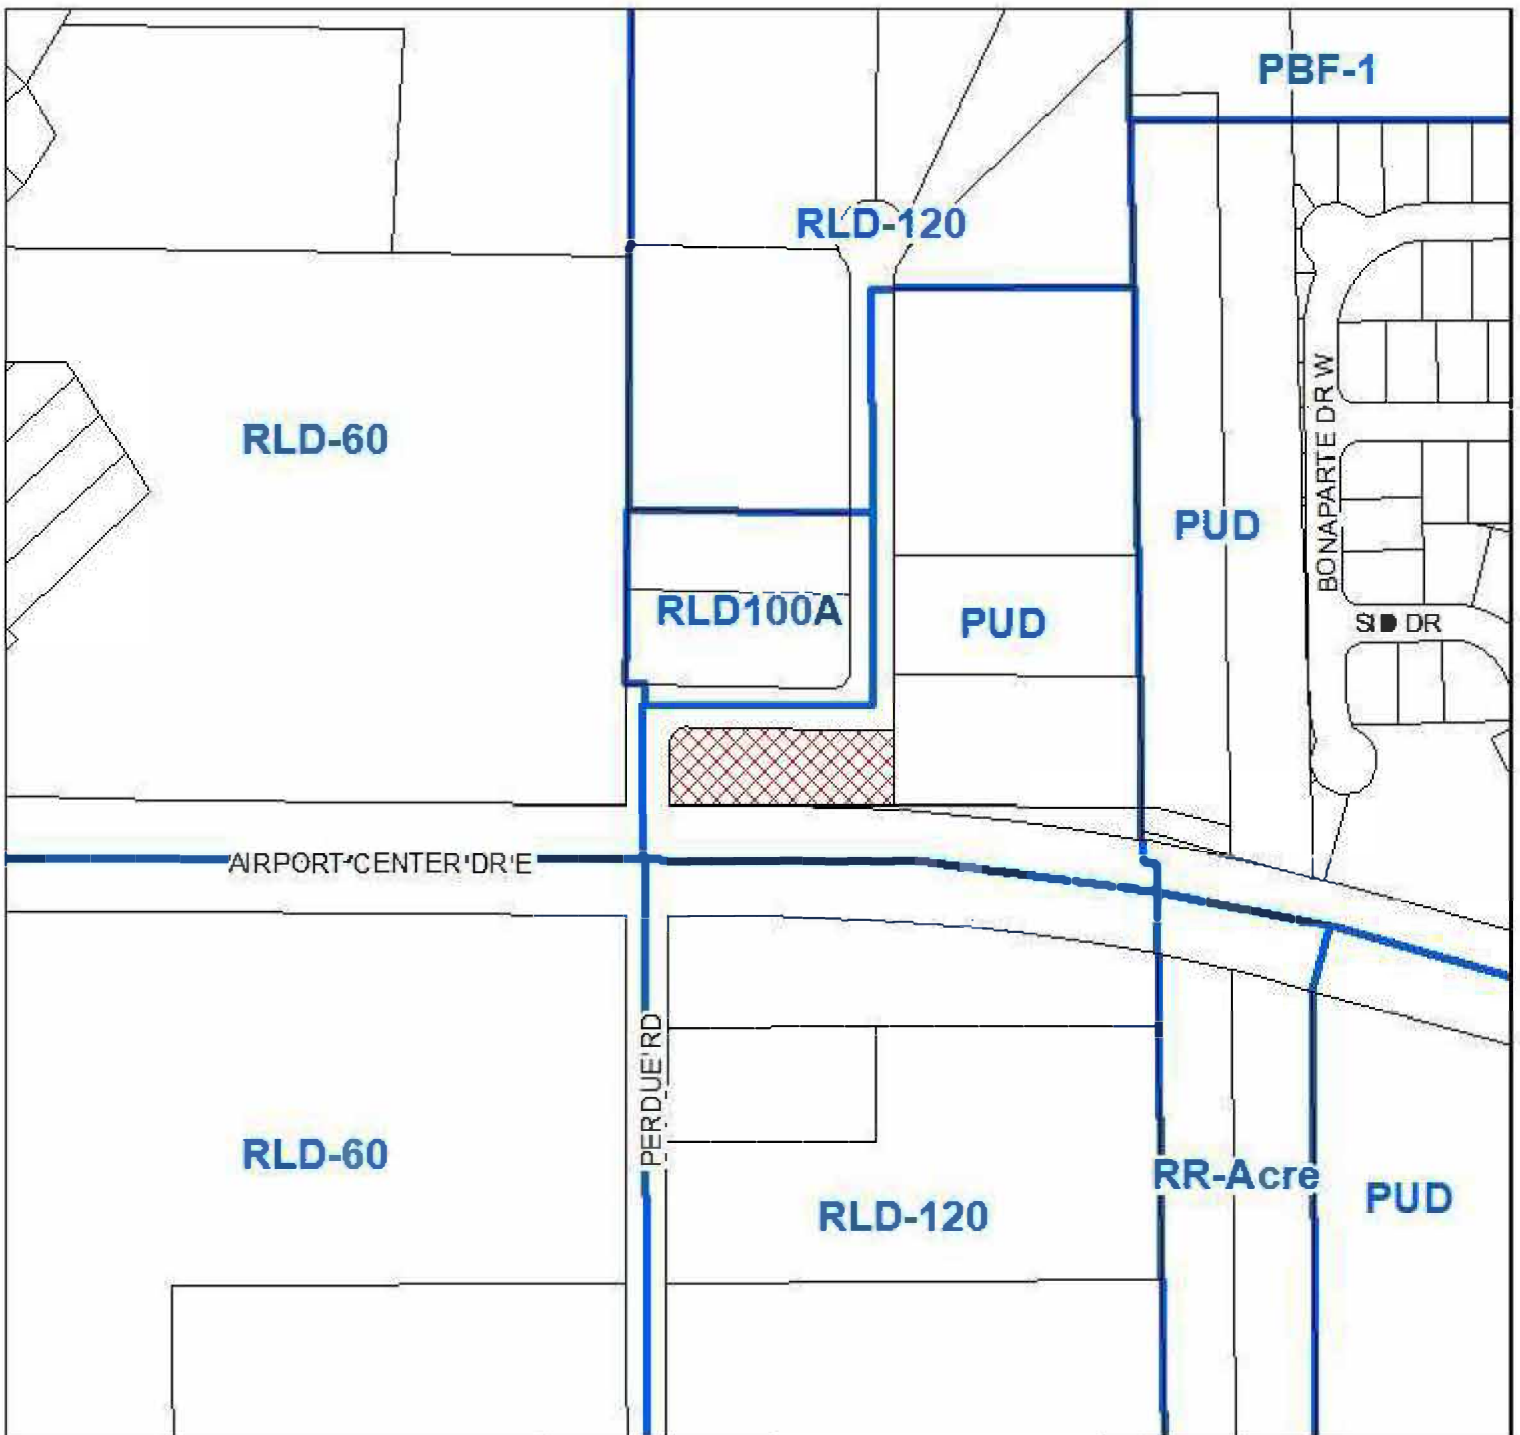 PBF-1
RLD-120
RLD-60
BONAPARTE DR W
PUD
RLD100A
PUD
SID DR
AIRPORT CENTER DR E
PERDUE RD
RLD-60
RR-Acre
PUD
RLD-120